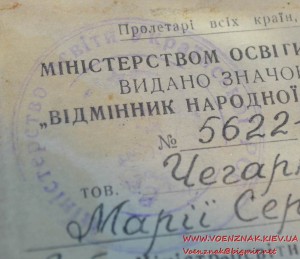 Пролетарі всіх країн,
МІНІСТЕРСТВОМ ОСВІТИ
ВИДАНО ЗНАЧО
„ВІДМІННИК НАРОДНОЇ
№ 5622-
тов. Чегар
Марії Сер
WWW.VOENZNAK.KIEV.UA
Voenznak@bigmir.net